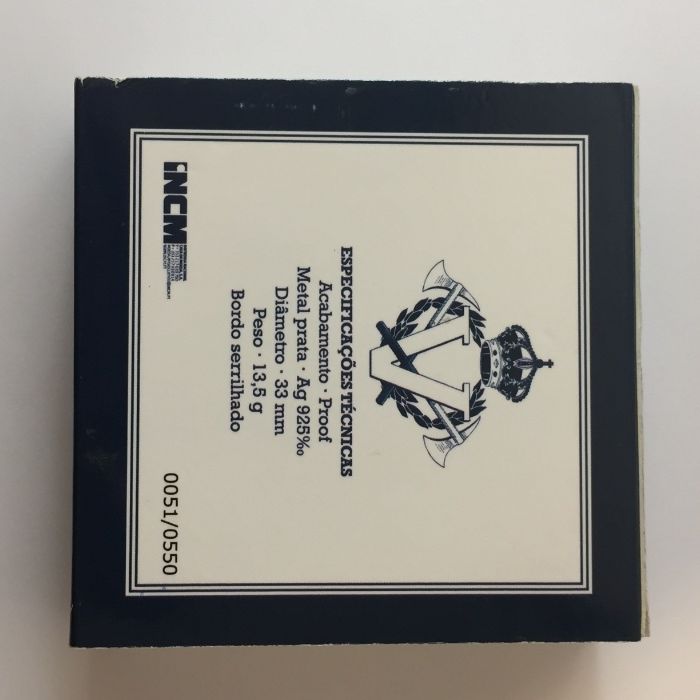 V
ESPECIFICAÇÕES TÉCNICAS
Acabamento · Proof
Metal prata · Ag 925‰
Diâmetro · 33 mm
Peso · 13,5 g
Bordo serrilhado
INCM
0051/0550